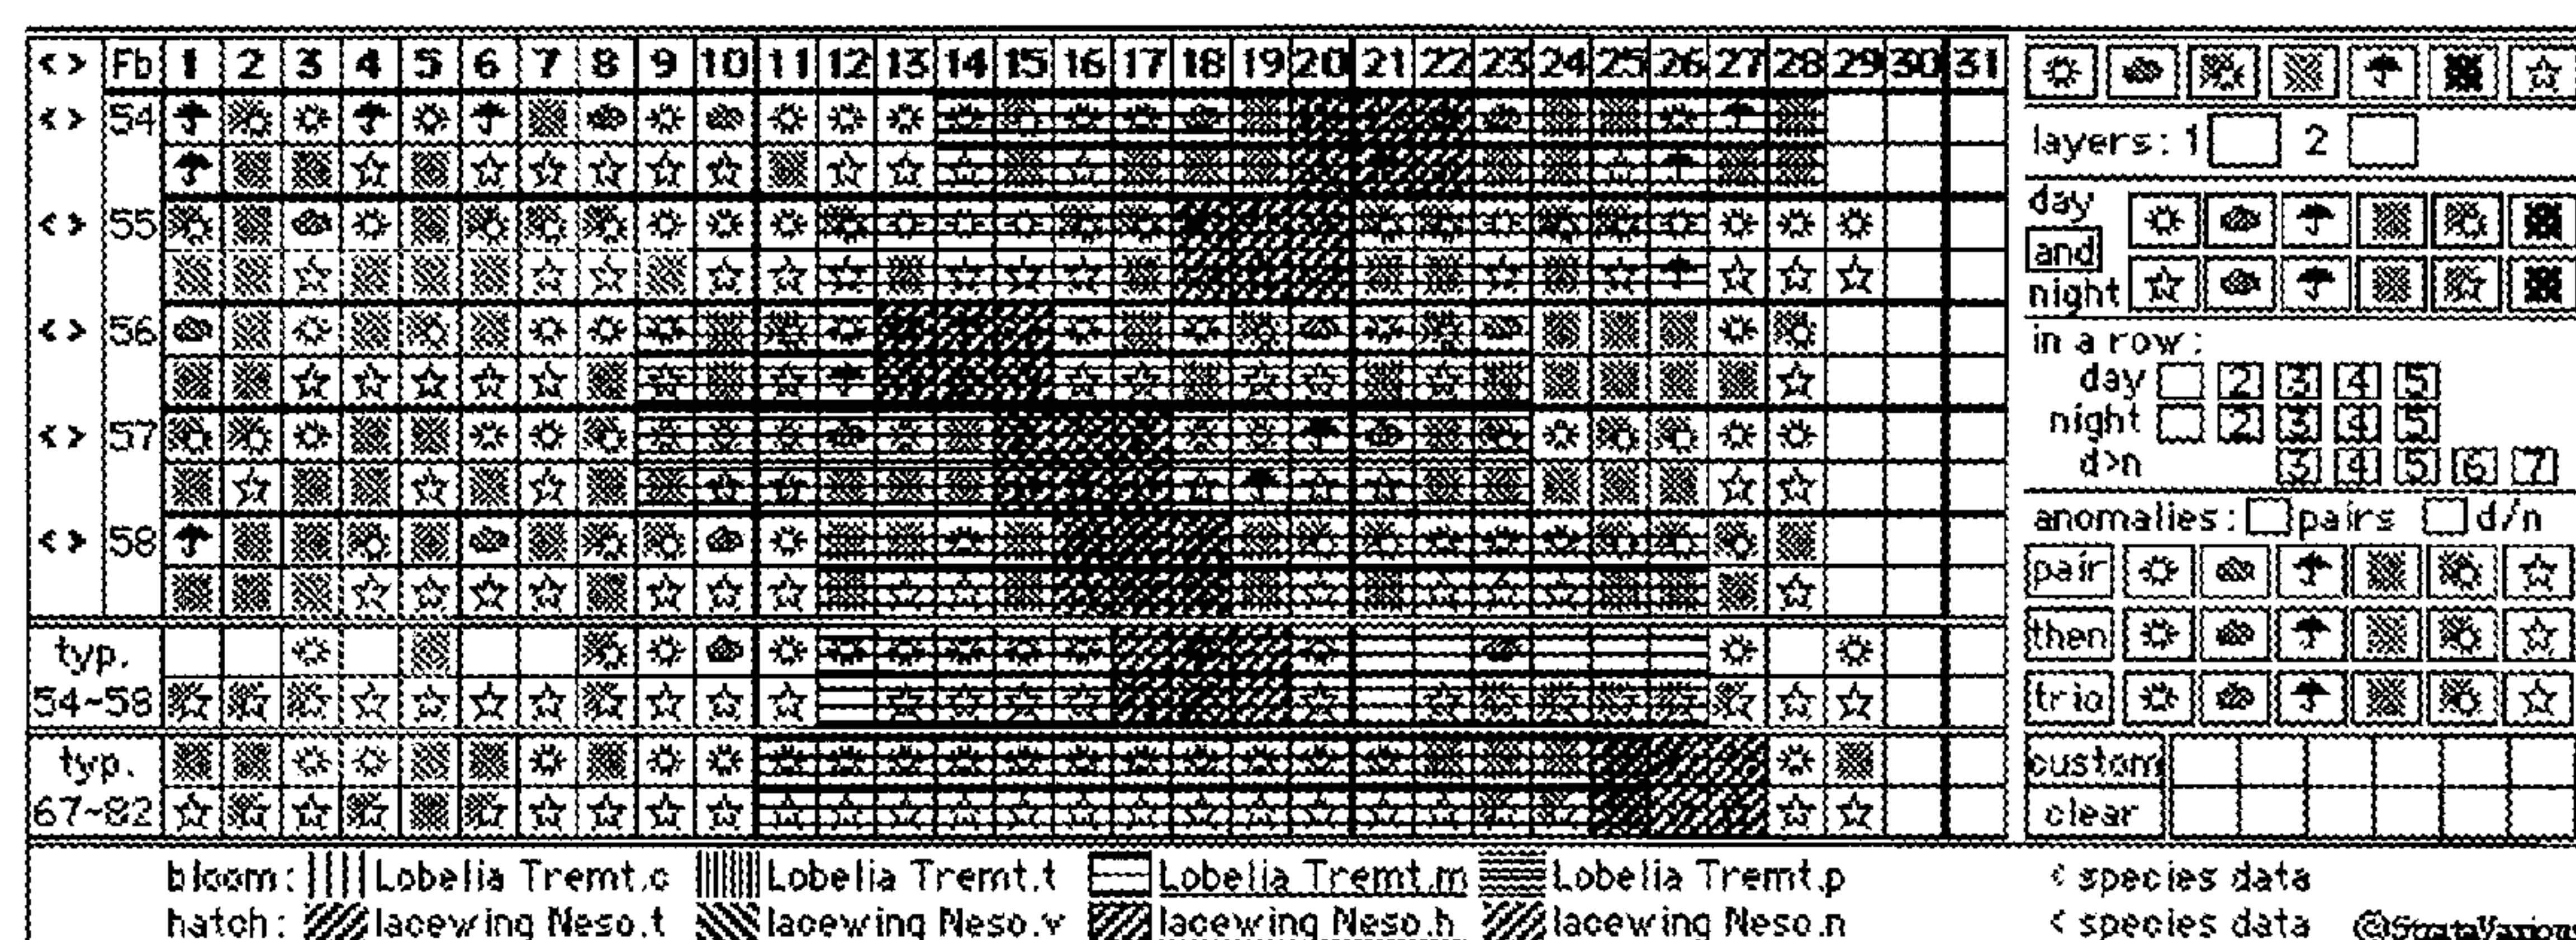 <> Fb 1 2 3 4 5 6 7 8 9 10 11 12 13 14 15 16 17 18 19 20 21 22 23 24 25 26 27 28 29 30 31
<> 54
layers: 1 2
<> 55
day
and
night
<> 56
in a row:
day 2 3 4 5
night 2 3 4 5
<> 57
d>n 3 4 5 6 7
anomalies: pairs d/n
<> 58
pair
typ.
54~58
then
trio
typ.
67~82
custom
clear
bloom: Lobelia Tremt.c Lobelia Tremt.t Lobelia Tremt.m Lobelia Tremt.p < species data
hatch: lacewing Neso.t lacewing Neso.v lacewing Neso.h lacewing Neso.n < species data ©StrataVarious